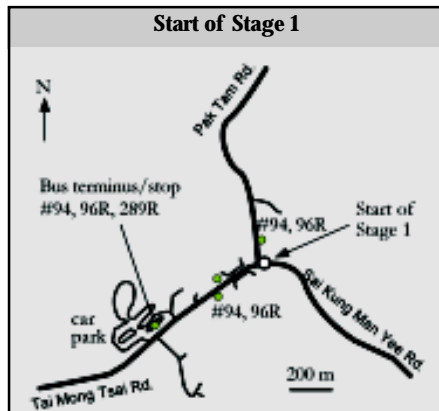 Start of Stage 1
N
Pak Tam Rd.
Bus terminus/stop
#94, 96R, 289R
#94, 96R
Start of
Stage 1
#94, 96R
Sai Kung Man Yee Rd.
car
park
200 m
Tai Mong Tsai Rd.